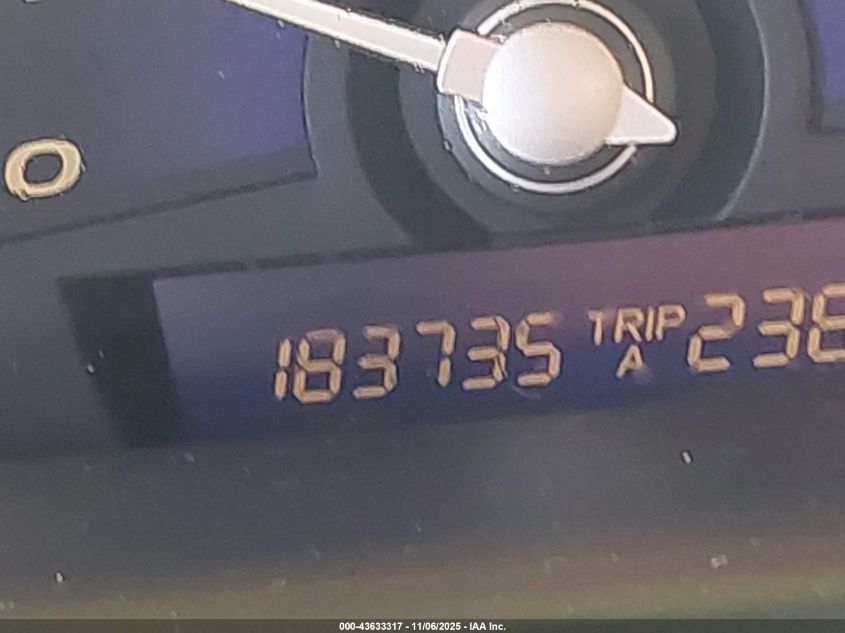 0
183735 TRIP A 238
000-43633317 - 11/06/2025 - IAA Inc.